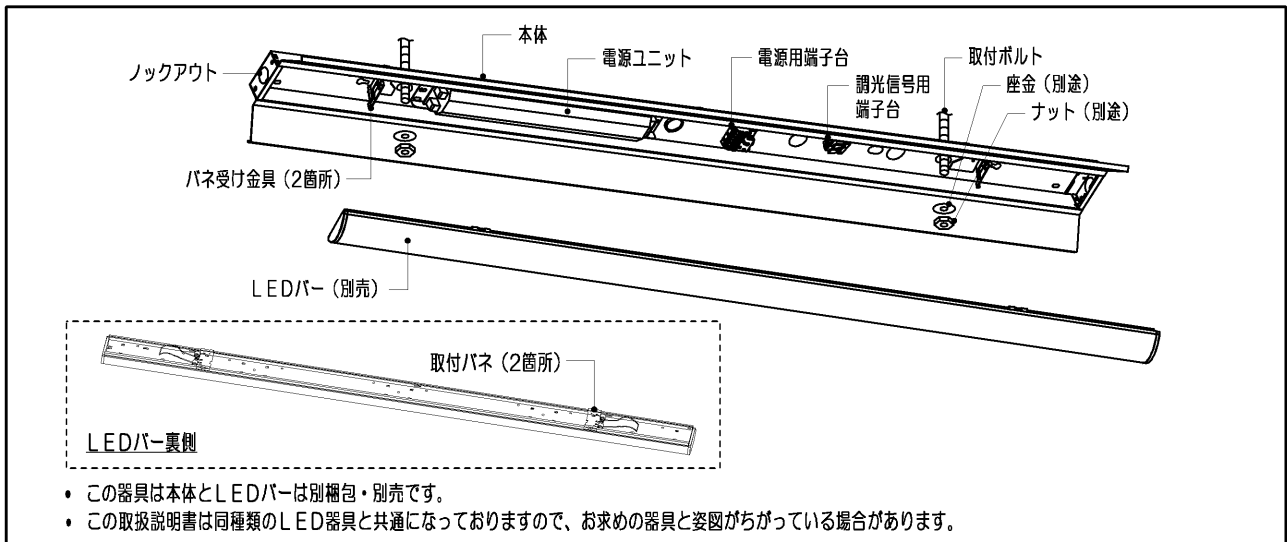 本体
ノックアウト
電源ユニット
電源用端子台
調光信号用
端子台
取付ボルト
座金（別途）
ナット（別途）
バネ受け金具（2箇所）
LEDバー（別売）
取付バネ（2箇所）
LEDバー裏側
• この器具は本体とLEDバーは別梱包・別売です。
• この取扱説明書は同種類のLED器具と共通になっておりますので、お求めの器具と姿図がちがっている場合があります。